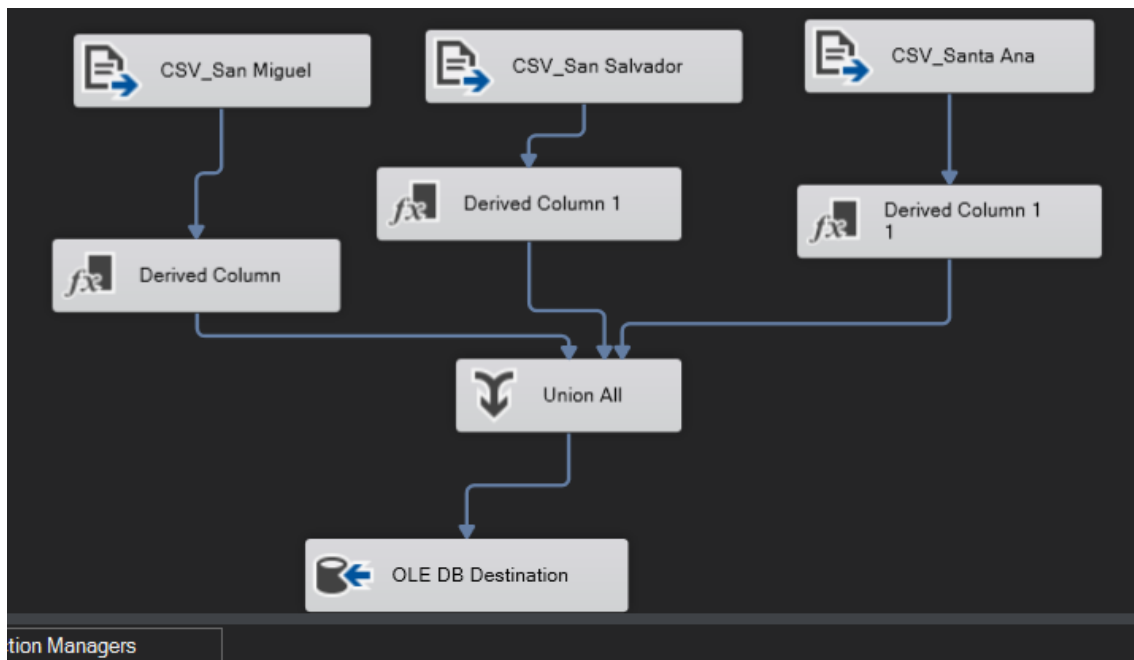 CSV_San Miguel
CSV_San Salvador
CSV_Santa Ana
Derived Column 1
Derived Column 1
1
Derived Column
Union All
OLE DB Destination
ction Managers